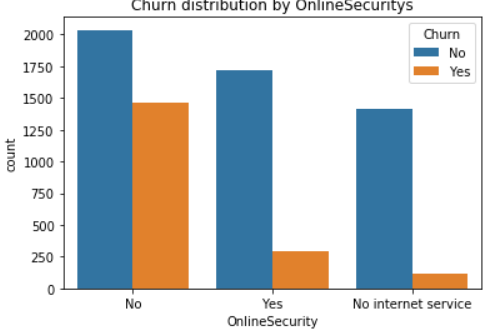 Churn distribution by OnlineSecuritys
Churn
No
Yes
2000
1750
1500
1250
1000
750
500
250
0
count
No Yes No internet service
OnlineSecurity